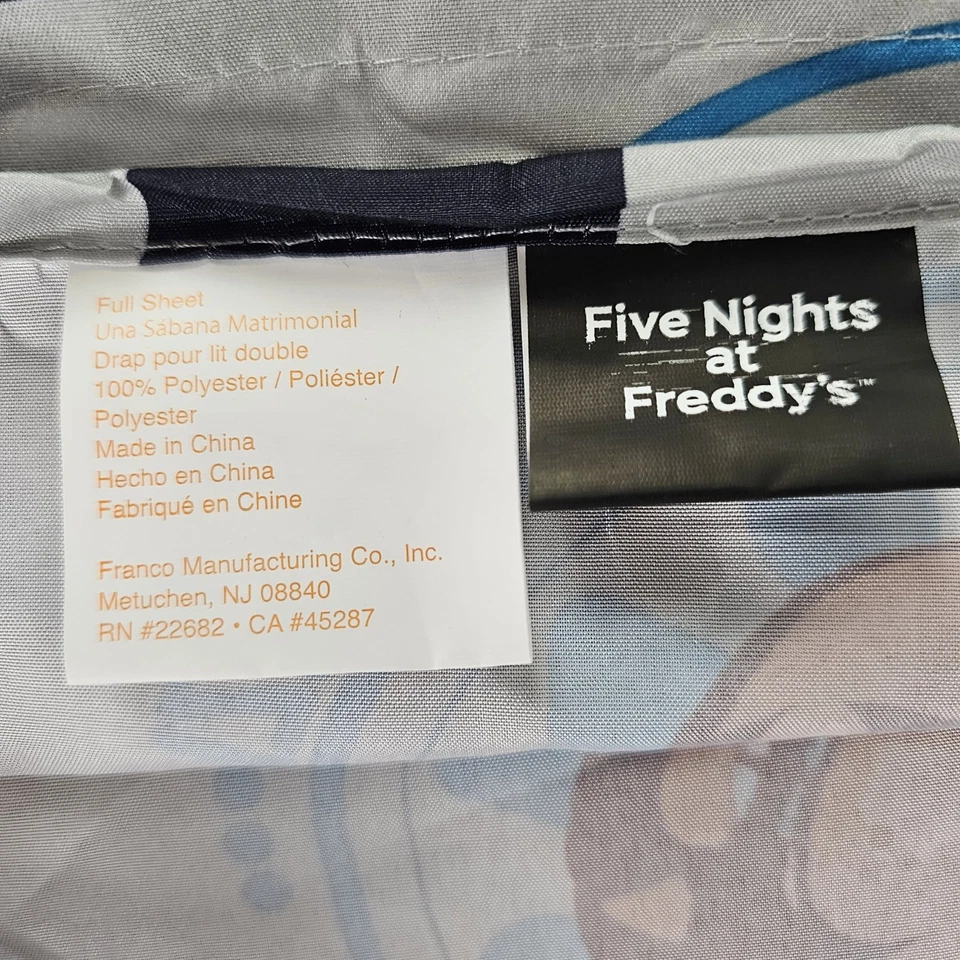 Full Sheet
Una Sábana Matrimonial
Drap pour lit double
100% Polyester / Poliéster /
Polyester
Made in China
Hecho en China
Fabriqué en Chine
Franco Manufacturing Co., Inc.
Metuchen, NJ 08840
RN #22682 • CA #45287
Five Nights
at
Freddy's™